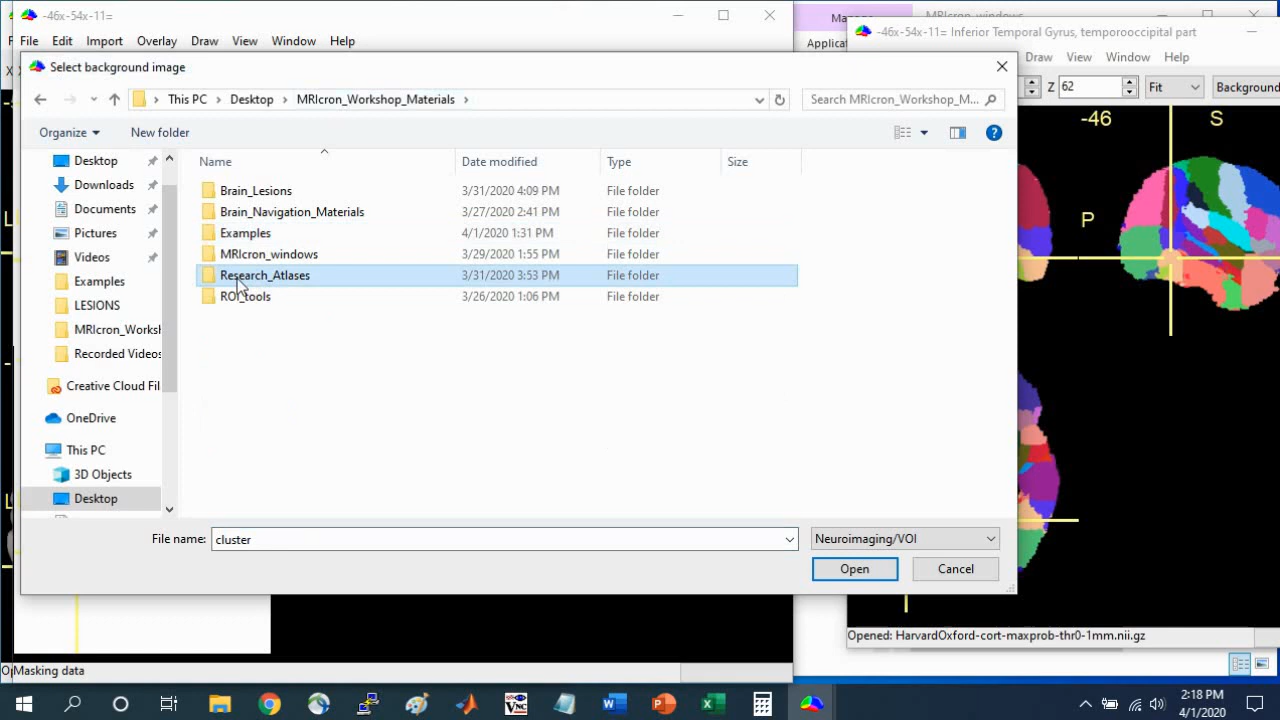 -46x-54x-11=
File Edit Import Overlay Draw View Window Help
-46x-54x-11= Inferior Temporal Gyrus, temporooccipital part
Draw View Window Help
Z 62 Fit Background
Select background image
This PC > Desktop > MRIcron_Workshop_Materials >
Search MRIcron_Workshop_M...
Organize New folder
Name Date modified Type Size
Brain_Lesions 3/31/2020 4:09 PM File folder
Brain_Navigation_Materials 3/27/2020 2:41 PM File folder
Examples 4/1/2020 1:31 PM File folder
MRIcron_windows 3/29/2020 1:55 PM File folder
Research_Atlases 3/31/2020 3:53 PM File folder
ROI_tools 3/26/2020 1:06 PM File folder
Desktop
Downloads
Documents
Pictures
Videos
Examples
LESIONS
MRIcron_Worksh
Recorded Videos
Creative Cloud Fil
OneDrive
This PC
3D Objects
Desktop
File name: cluster
Neuroimaging/VOI
Open Cancel
-46 S
P
Masking data
Opened: HarvardOxford-cort-maxprob-thr0-1mm.nii.gz
2:18 PM
4/1/2020